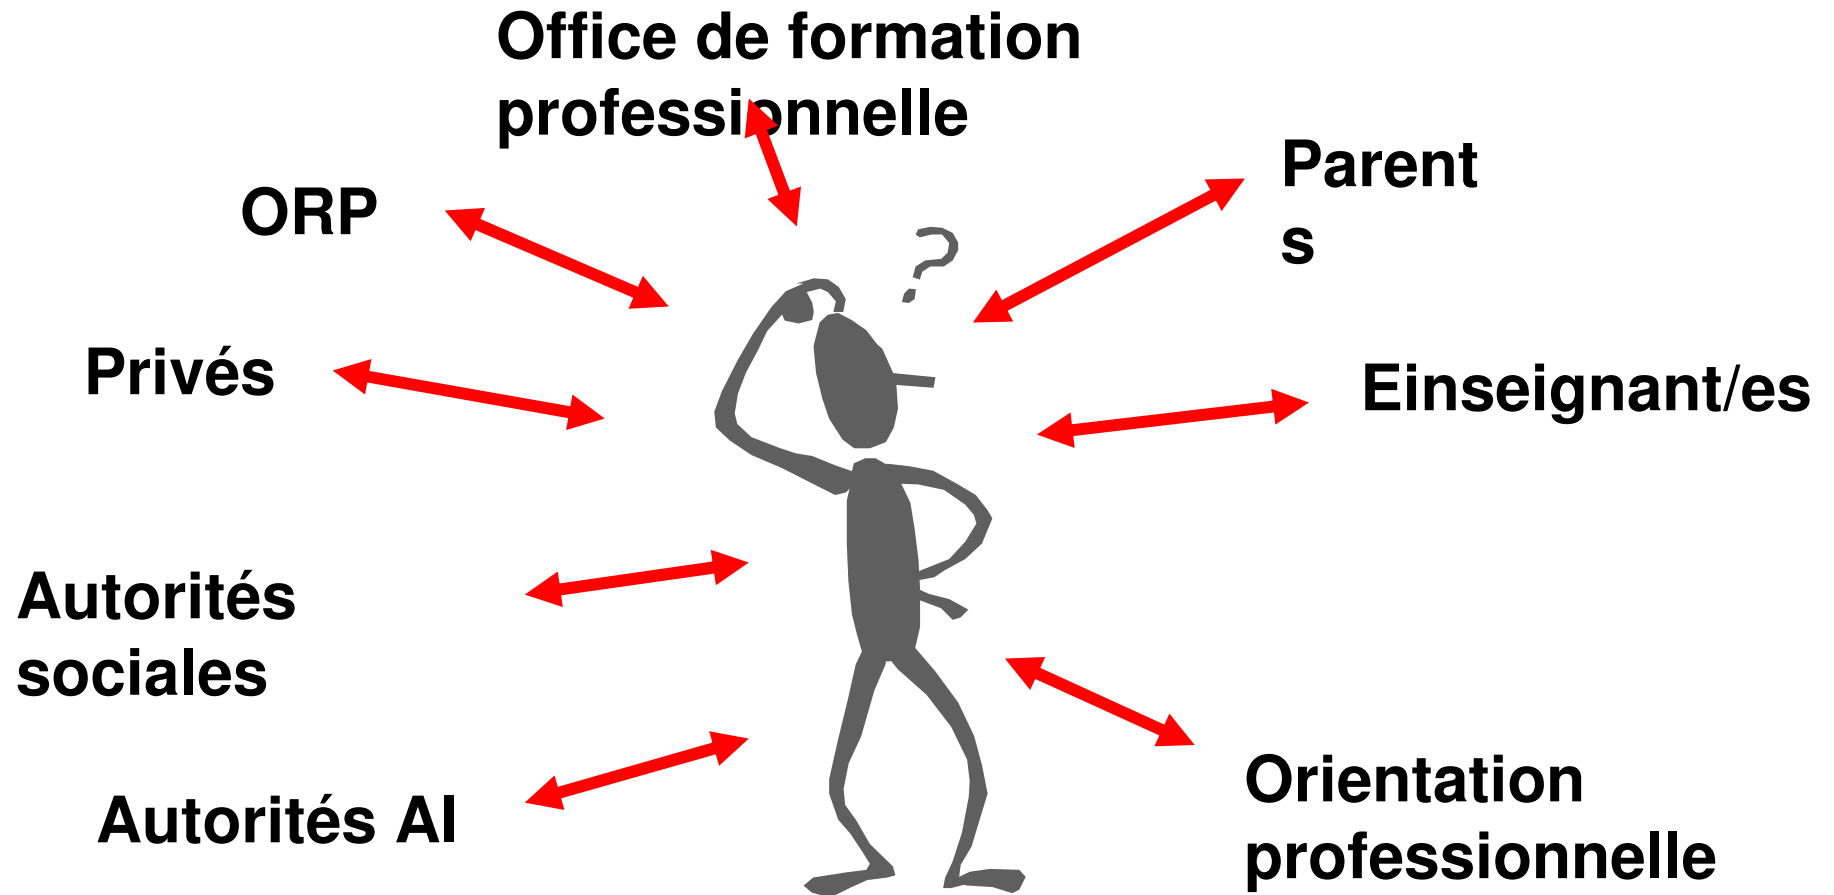 Office de formation
professionnelle
Parent
s
ORP
Privés
Einseignant/es
Autorités
sociales
Autorités AI
Orientation
professionnelle
?